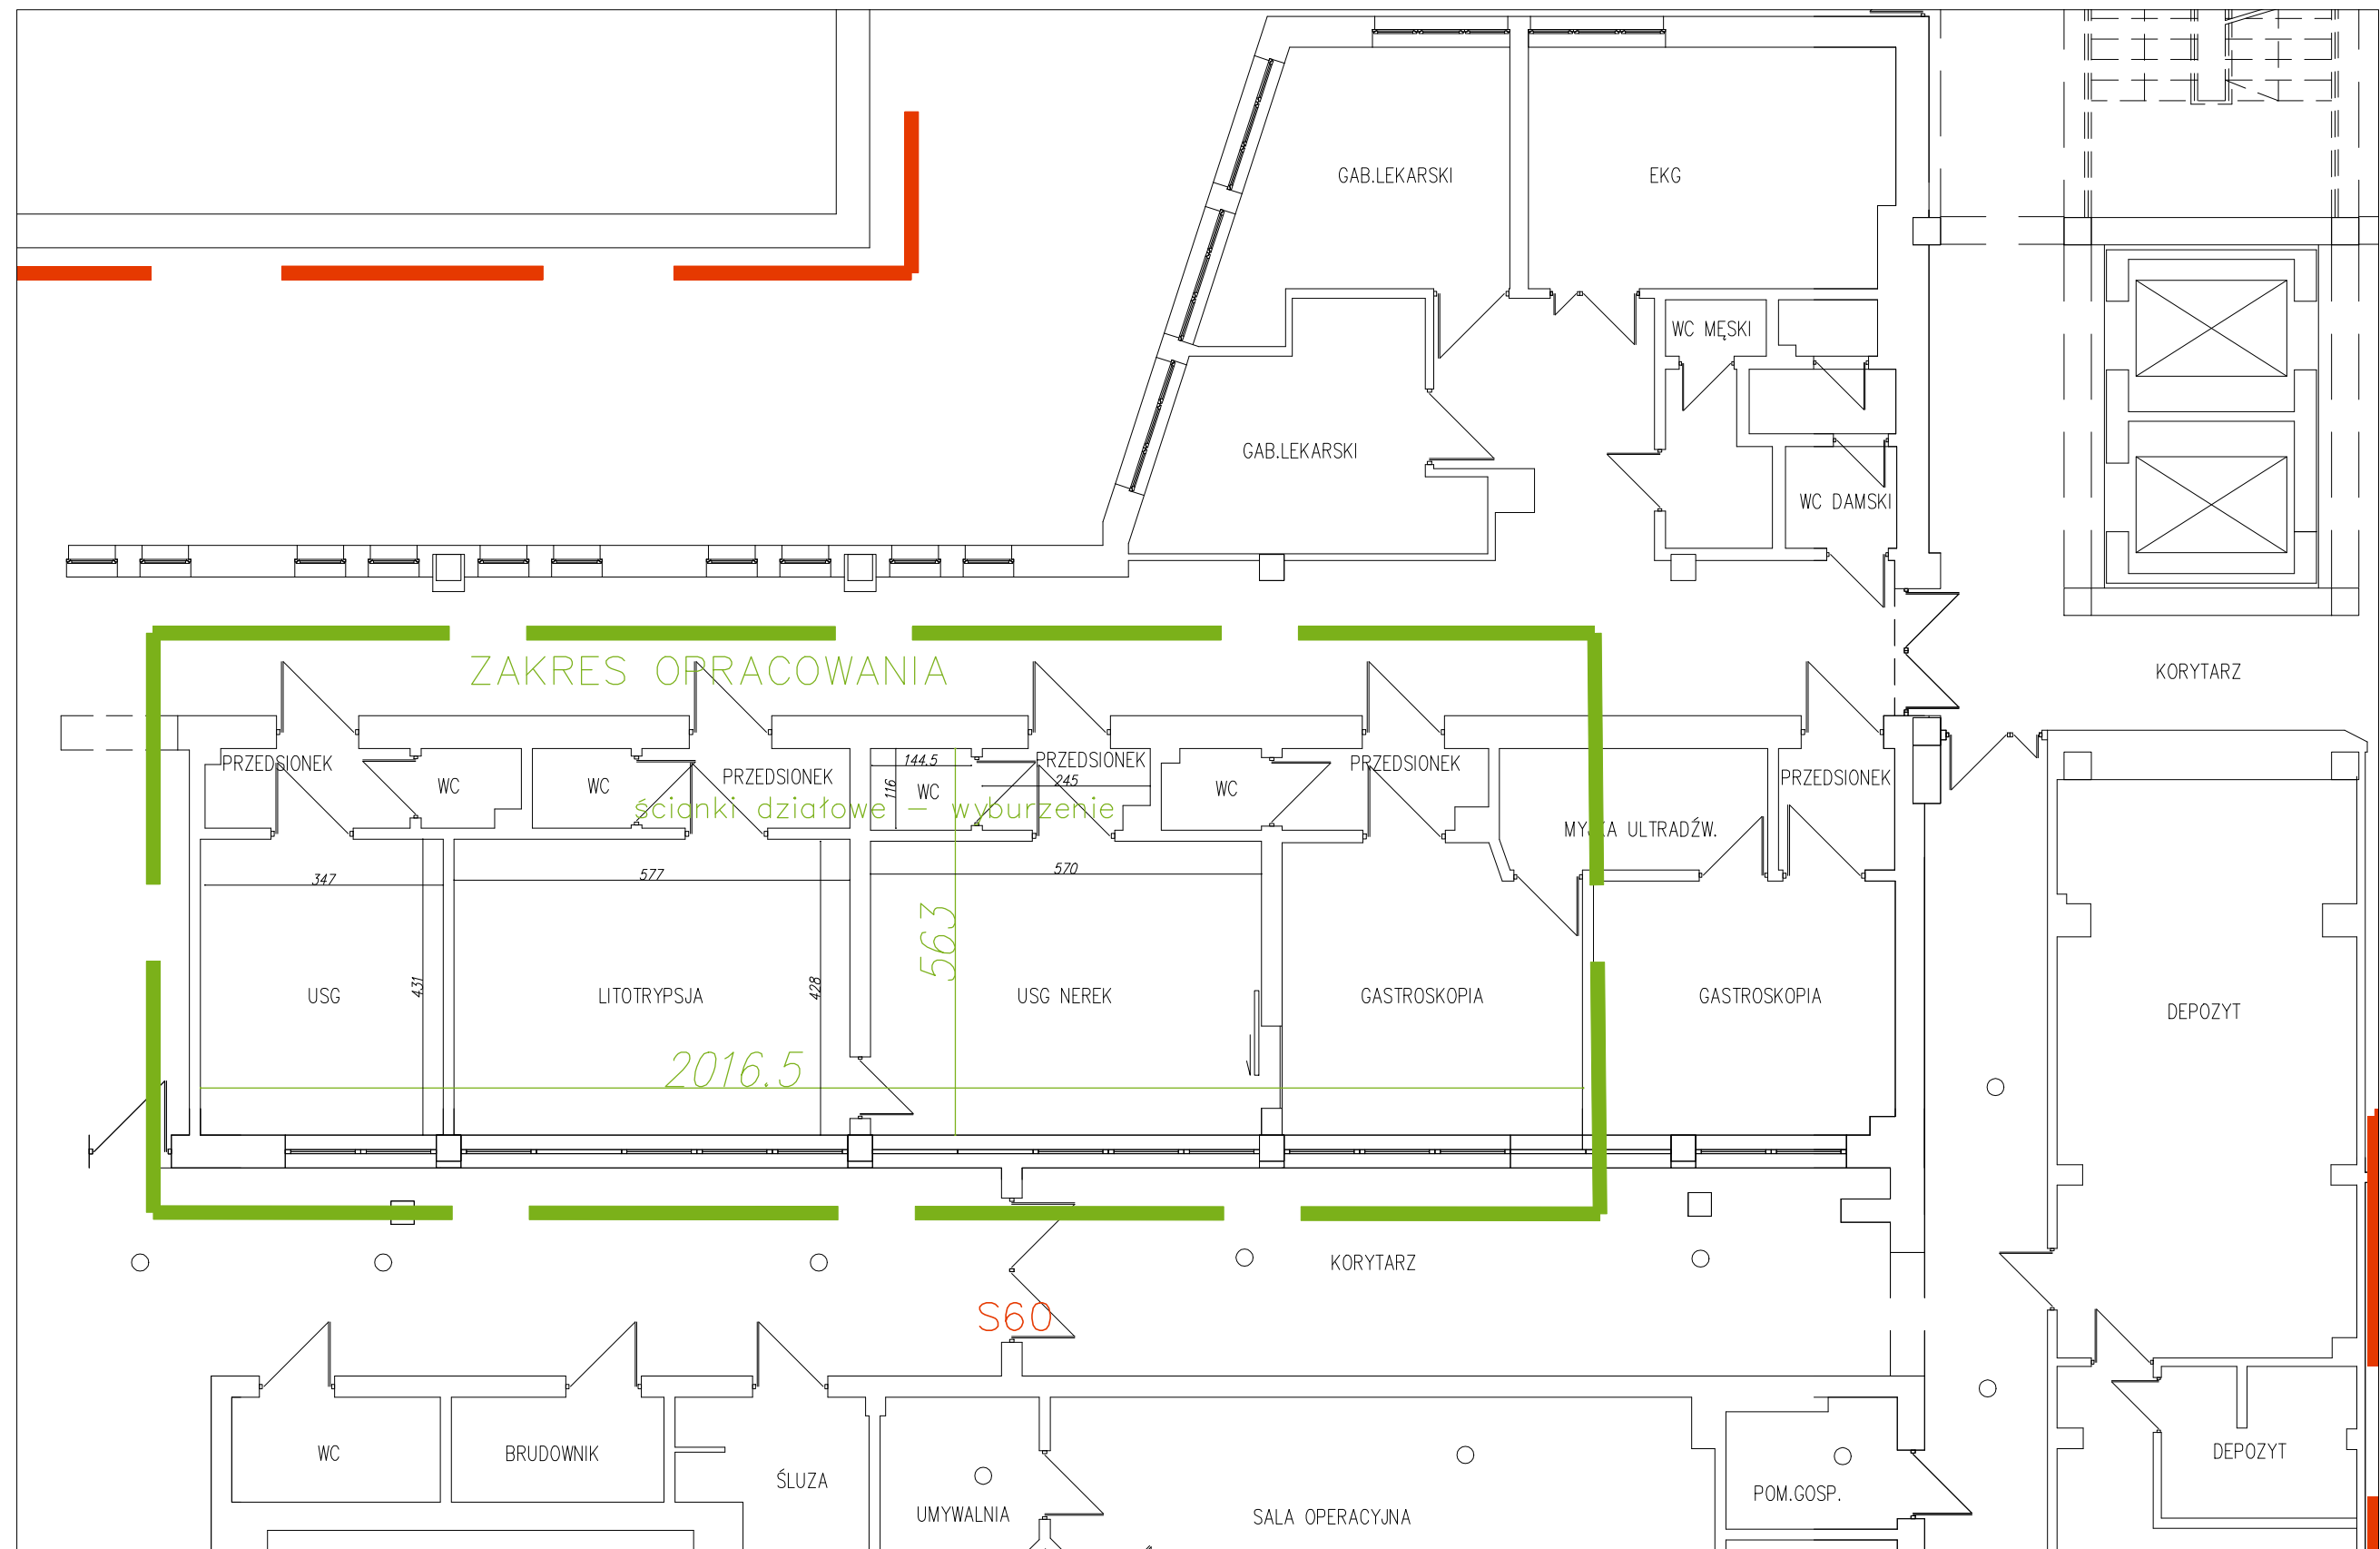 GAB.LEKARSKI
EKG
WC MĘSKI
GAB.LEKARSKI
WC DAMSKI
ZAKRES OPRACOWANIA
KORYTARZ
PRZEDSIONEK
WC
WC
PRZEDSIONEK
144.5
116
WC
PRZEDSIONEK
245
WC
PRZEDSIONEK
PRZEDSIONEK
ścianki działowe – wyburzenie
MYJKA ULTRADŹW.
347
577
570
563
431
428
USG
LITOTRYPSJA
USG NEREK
GASTROSKOPIA
GASTROSKOPIA
DEPOZYT
2016.5
KORYTARZ
S60
WC
BRUDOWNIK
ŚLUZA
UMYWALNIA
SALA OPERACYJNA
POM.GOSP.
DEPOZYT